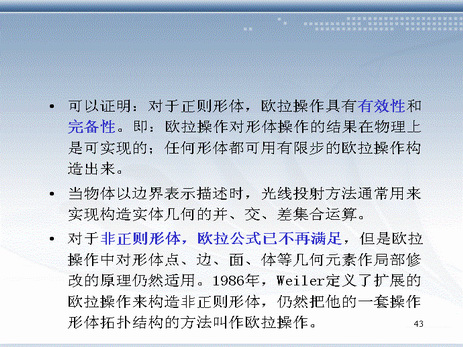 • 可以证明：对于正则形体，欧拉操作具有有效性和
完备性。即：欧拉操作对形体操作的结果在物理上
是可实现的；任何形体都可用有限步的欧拉操作构
造出来。
• 当物体以边界表示描述时，光线投射方法通常用来
实现构造实体几何的并、交、差集合运算。
• 对于非正则形体，欧拉公式已不再满足，但是欧拉
操作中对形体点、边、面、体等几何元素作局部修
改的原理仍然适用。1986年，Weiler定义了扩展的
欧拉操作来构造非正则形体，仍然把他的一套操作
形体拓扑结构的方法叫作欧拉操作。
43